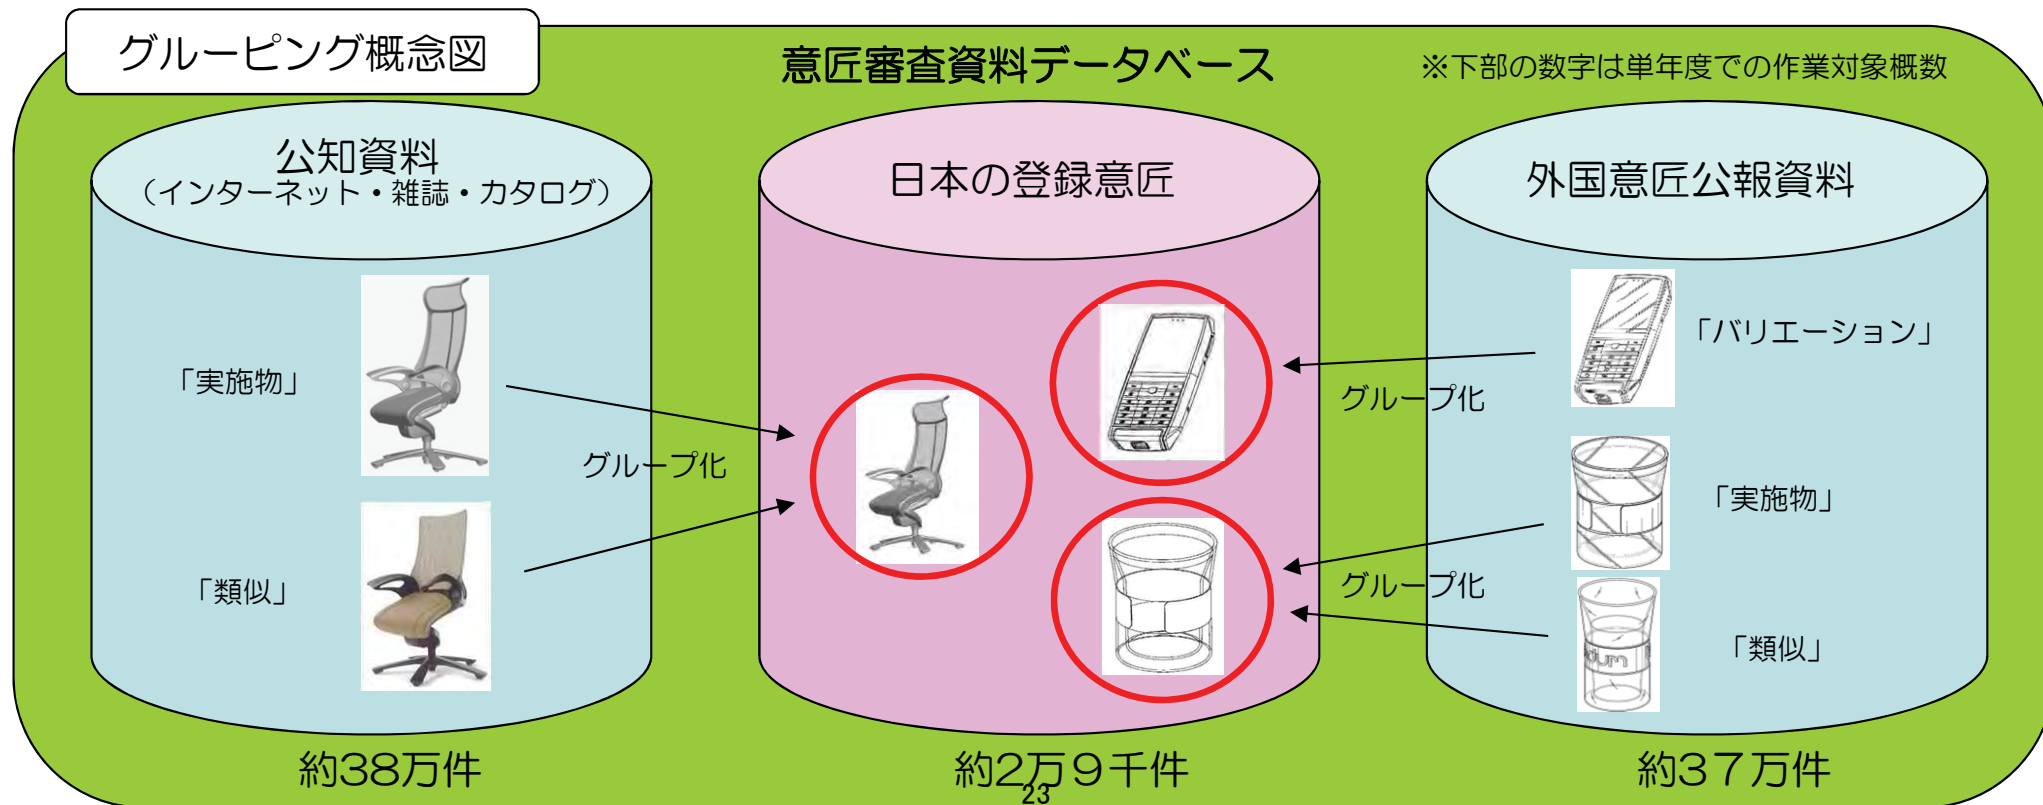 グルーピング概念図
意匠審査資料データベース
※下部の数字は単年度での作業対象概数
公知資料
（インターネット・雑誌・カタログ）
「実施物」
「類似」
グループ化
約38万件
日本の登録意匠
約2万９千件
外国意匠公報資料
「バリエーション」
グループ化
「実施物」
グループ化
「類似」
dum
約３７万件
23